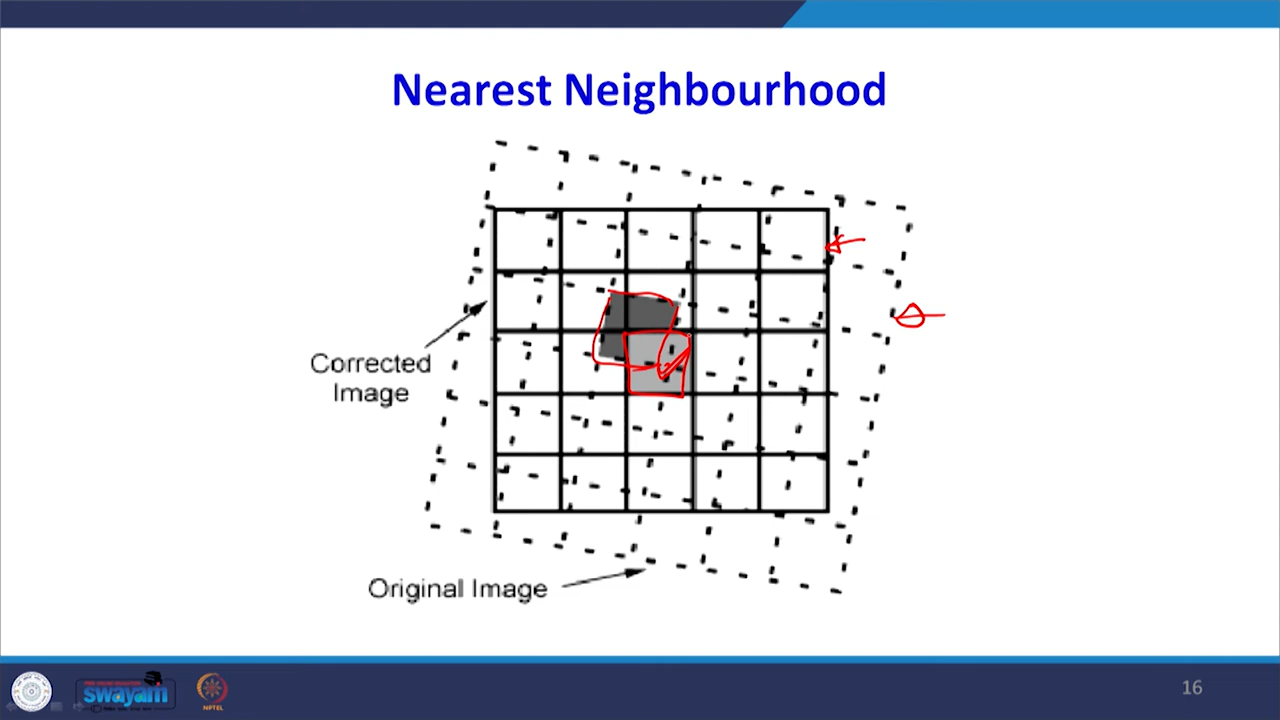 Nearest Neighbourhood
Corrected
Image
Original Image
swayam
NPTEL
16